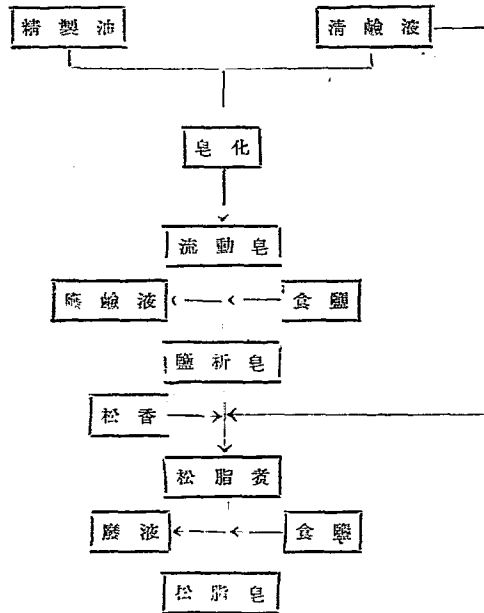 精製油 清鹼液
皂化
流動皂
廢鹼液 食鹽
鹽析皂
松香
松脂煑
廢液 食鹽
松脂皂